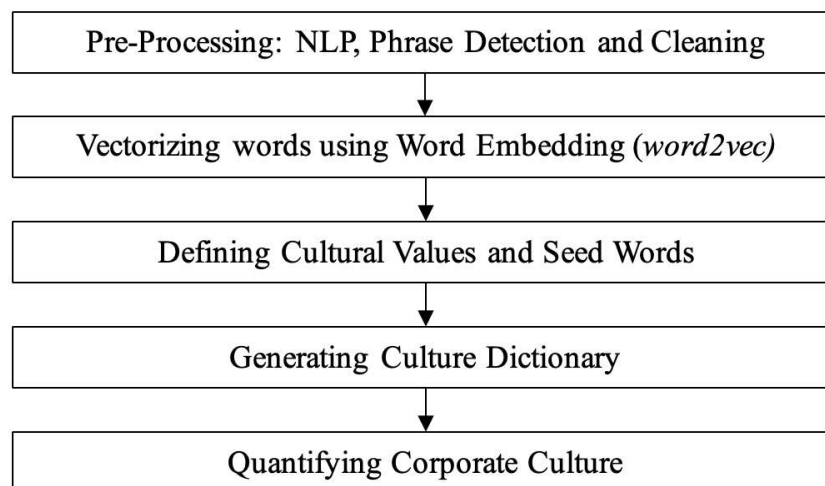 Pre-Processing: NLP, Phrase Detection and Cleaning
Vectorizing words using Word Embedding (word2vec)
Defining Cultural Values and Seed Words
Generating Culture Dictionary
Quantifying Corporate Culture